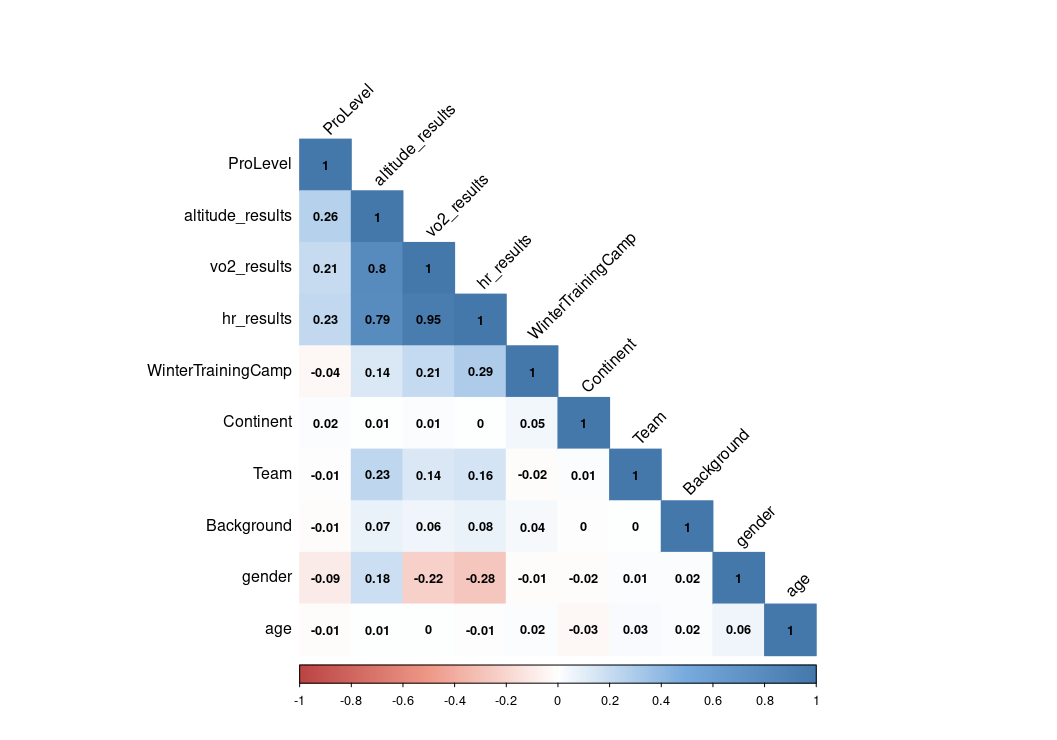 ProLevel
altitude_results
vo2_results
hr_results
WinterTrainingCamp
Continent
Team
Background
gender
age
ProLevel 1
altitude_results 0.26 1
vo2_results 0.21 0.8 1
hr_results 0.23 0.79 0.95 1
WinterTrainingCamp -0.04 0.14 0.21 0.29 1
Continent 0.02 0.01 0.01 0 0.05 1
Team -0.01 0.23 0.14 0.16 -0.02 0.01 1
Background -0.01 0.07 0.06 0.08 0.04 0 0 1
gender -0.09 0.18 -0.22 -0.28 -0.01 -0.02 0.01 0.02 1
age -0.01 0.01 0 -0.01 0.02 -0.03 0.03 0.02 0.06 1
-1 -0.8 -0.6 -0.4 -0.2 0 0.2 0.4 0.6 0.8 1